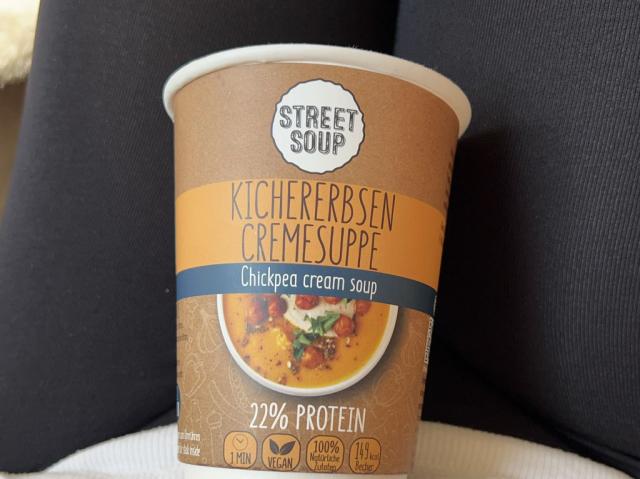 STREET
SOUP
KICHERERBSEN
CREMESUPPE
Chickpea cream soup
22% PROTEIN
1 MIN
VEGAN
100%
Natürliche
Zutaten
149 kcal
Becher